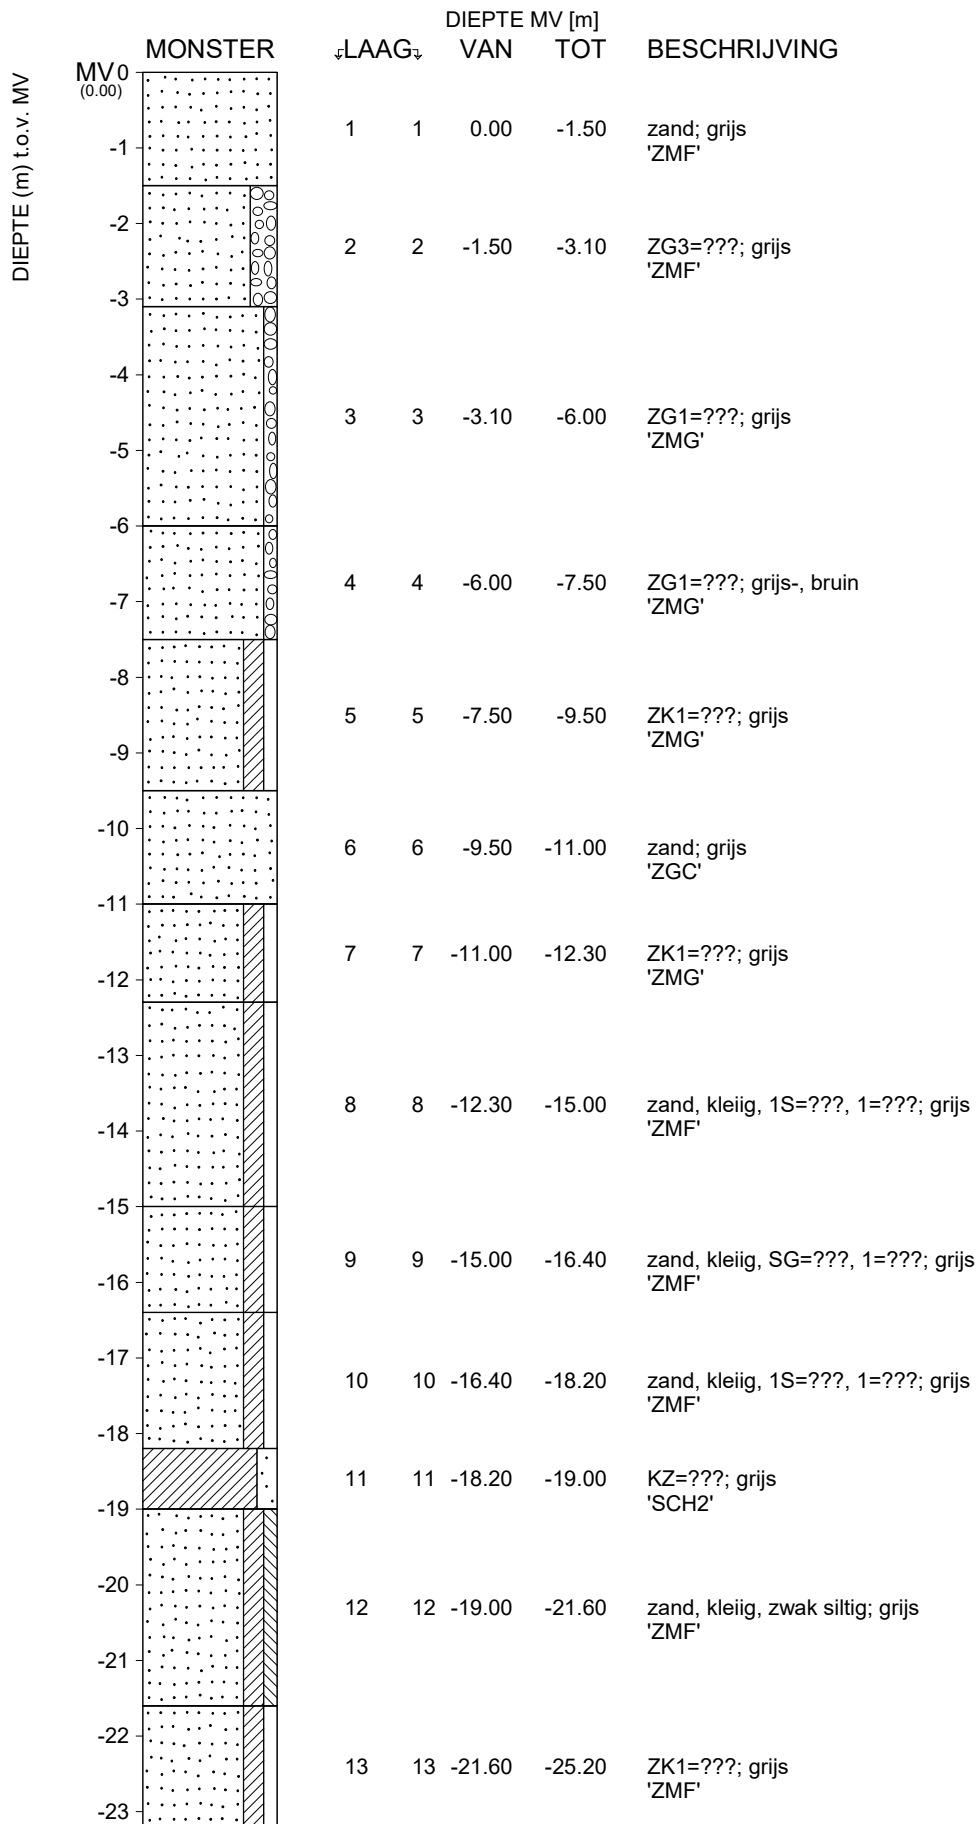 DIEPTE MV [m]
MONSTER LAAG VAN TOT BESCHRIJVING
DIEPTE (m) t.o.v. MV
MV 0
(0.00)
1 1 0.00 -1.50 zand; grijs
'ZMF'
-1
-2
2 2 -1.50 -3.10 ZG3=???; grijs
'ZMF'
-3
-4
3 3 -3.10 -6.00 ZG1=???; grijs
'ZMG'
-5
-6
4 4 -6.00 -7.50 ZG1=???; grijs-, bruin
'ZMG'
-7
-8
5 5 -7.50 -9.50 ZK1=???; grijs
'ZMG'
-9
-10
6 6 -9.50 -11.00 zand; grijs
'ZGC'
-11
7 7 -11.00 -12.30 ZK1=???; grijs
'ZMG'
-12
-13
8 8 -12.30 -15.00 zand, kleiig, 1S=???, 1=???; grijs
'ZMF'
-14
-15
9 9 -15.00 -16.40 zand, kleiig, SG=???, 1=???; grijs
'ZMF'
-16
-17
10 10 -16.40 -18.20 zand, kleiig, 1S=???, 1=???; grijs
'ZMF'
-18
11 11 -18.20 -19.00 KZ=???; grijs
'SCH2'
-19
-20
12 12 -19.00 -21.60 zand, kleiig, zwak siltig; grijs
'ZMF'
-21
-22
13 13 -21.60 -25.20 ZK1=???; grijs
'ZMF'
-23